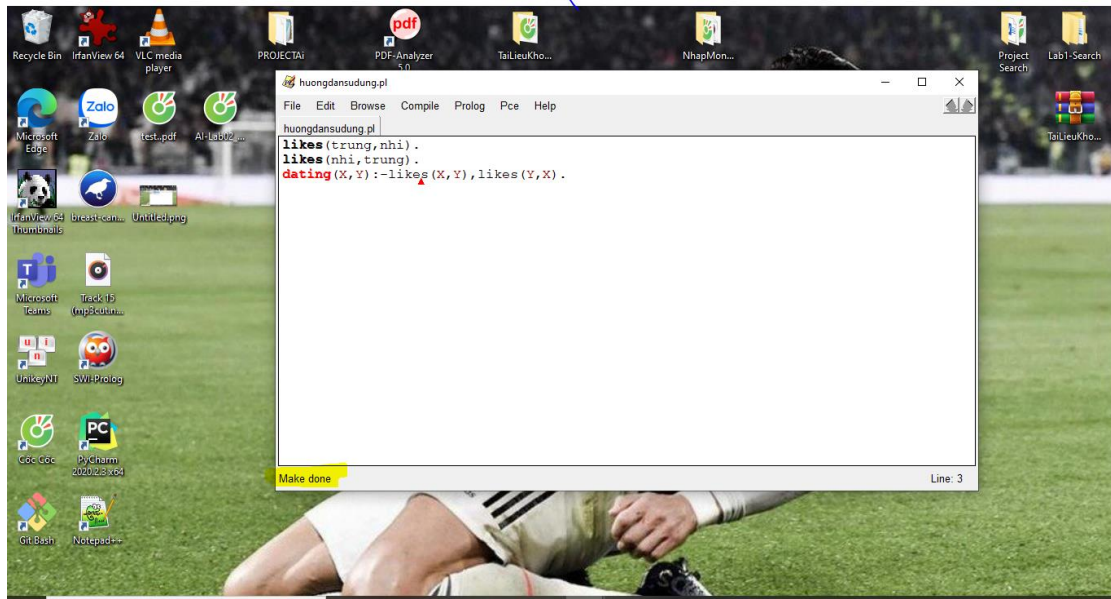 Recycle Bin
IrfanView 64
VLC media
player
PROJECTAi
pdf
PDF-Analyzer
5.0
TaiLieuKho...
NhapMon...
Project
Search
Lab1-Search
huongdansudung.pl
File Edit Browse Compile Prolog Pce Help
huongdansudung.pl
likes(trung,nhi).
likes(nhi,trung).
dating(X,Y):-likes(X,Y),likes(Y,X).
Make done
Line: 3
Microsoft
Edge
Zalo
Zalo
test..pdf
AI-Lab02_...
TaiLieuKho...
IrfanView 64
Thumbnails
breast-can...
Untitled.png
Microsoft
Teams
Track 15
(mp3cutin...
u i
n
UnikeyNT
SWI-Prolog
Cốc Cốc
PC
PyCharm
2020.2.3 x64
Git Bash
Notepad++